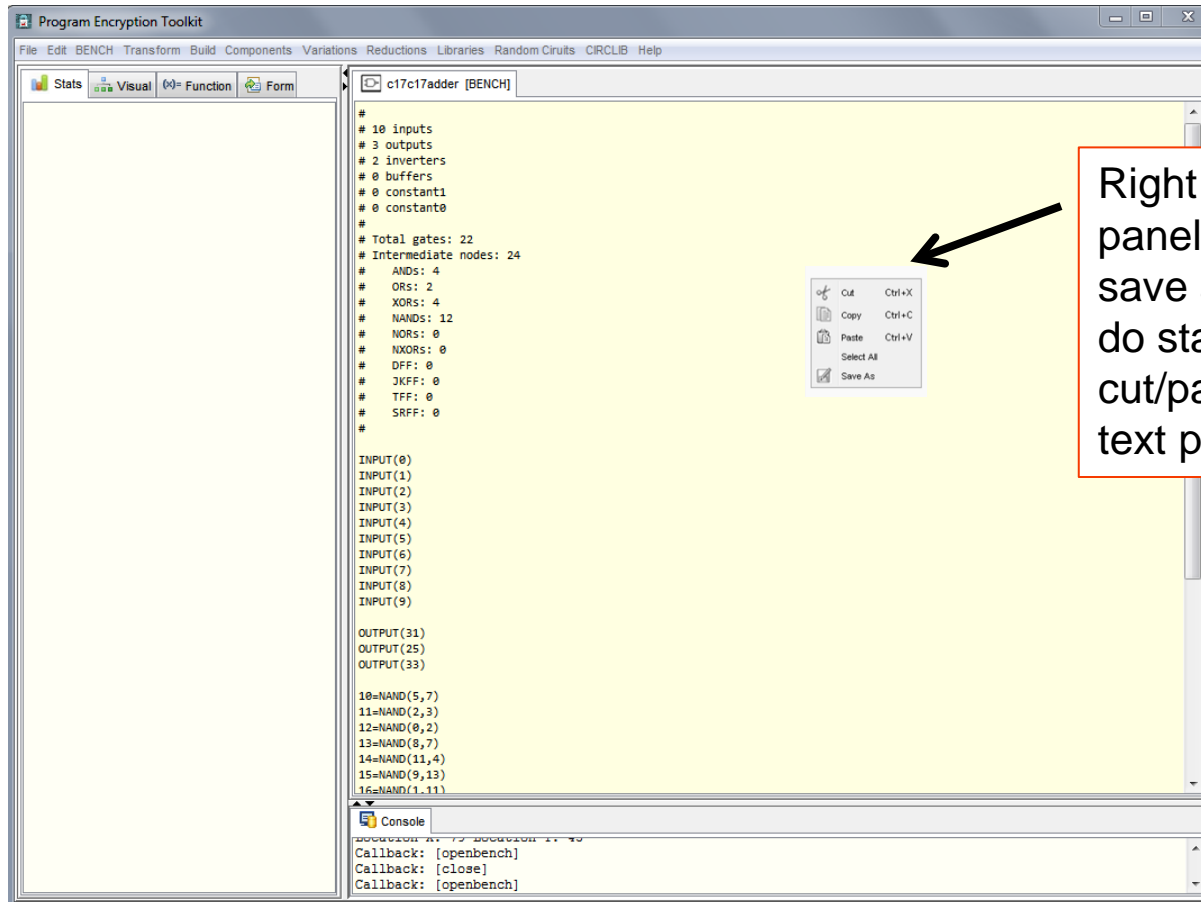 Program Encryption Toolkit
File Edit BENCH Transform Build Components Variations Reductions Libraries Random Ciruits CIRCLIB Help
Stats Visual (x)= Function Form
c17c17adder [BENCH]
#
# 10 inputs
# 3 outputs
# 2 inverters
# 0 buffers
# 0 constant1
# 0 constant0
#
# Total gates: 22
# Intermediate nodes: 24
# ANDs: 4
# ORs: 2
# XORs: 4
# NANDs: 12
# NORs: 0
# NXORs: 0
# DFF: 0
# JKFF: 0
# TFF: 0
# SRFF: 0
#
INPUT(0)
INPUT(1)
INPUT(2)
INPUT(3)
INPUT(4)
INPUT(5)
INPUT(6)
INPUT(7)
INPUT(8)
INPUT(9)
OUTPUT(31)
OUTPUT(25)
OUTPUT(33)
10=NAND(5,7)
11=NAND(2,3)
12=NAND(0,2)
13=NAND(8,7)
14=NAND(11,4)
15=NAND(9,13)
16=NAND(1,11)
Cut Ctrl+X
Copy Ctrl+C
Paste Ctrl+V
Select All
Save As
Right
panel
save
do sta
cut/pa
text p
Console
Callback: [openbench]
Callback: [close]
Callback: [openbench]